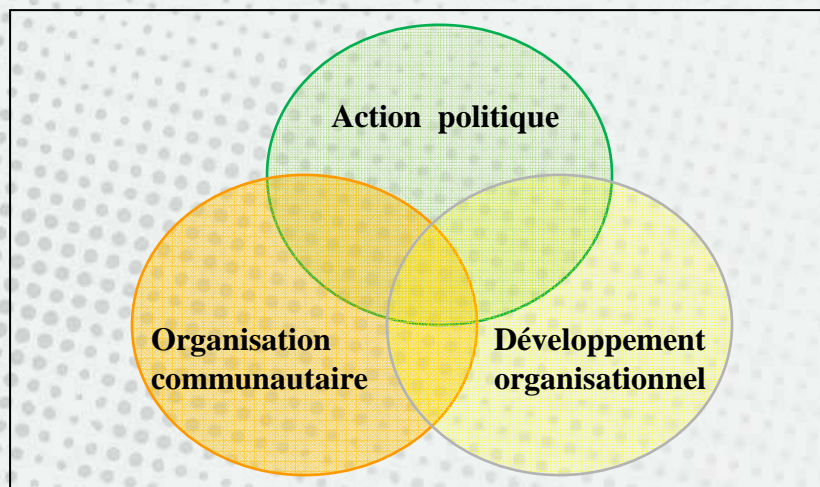 Action politique
Organisation
communautaire
Développement
organisationnel